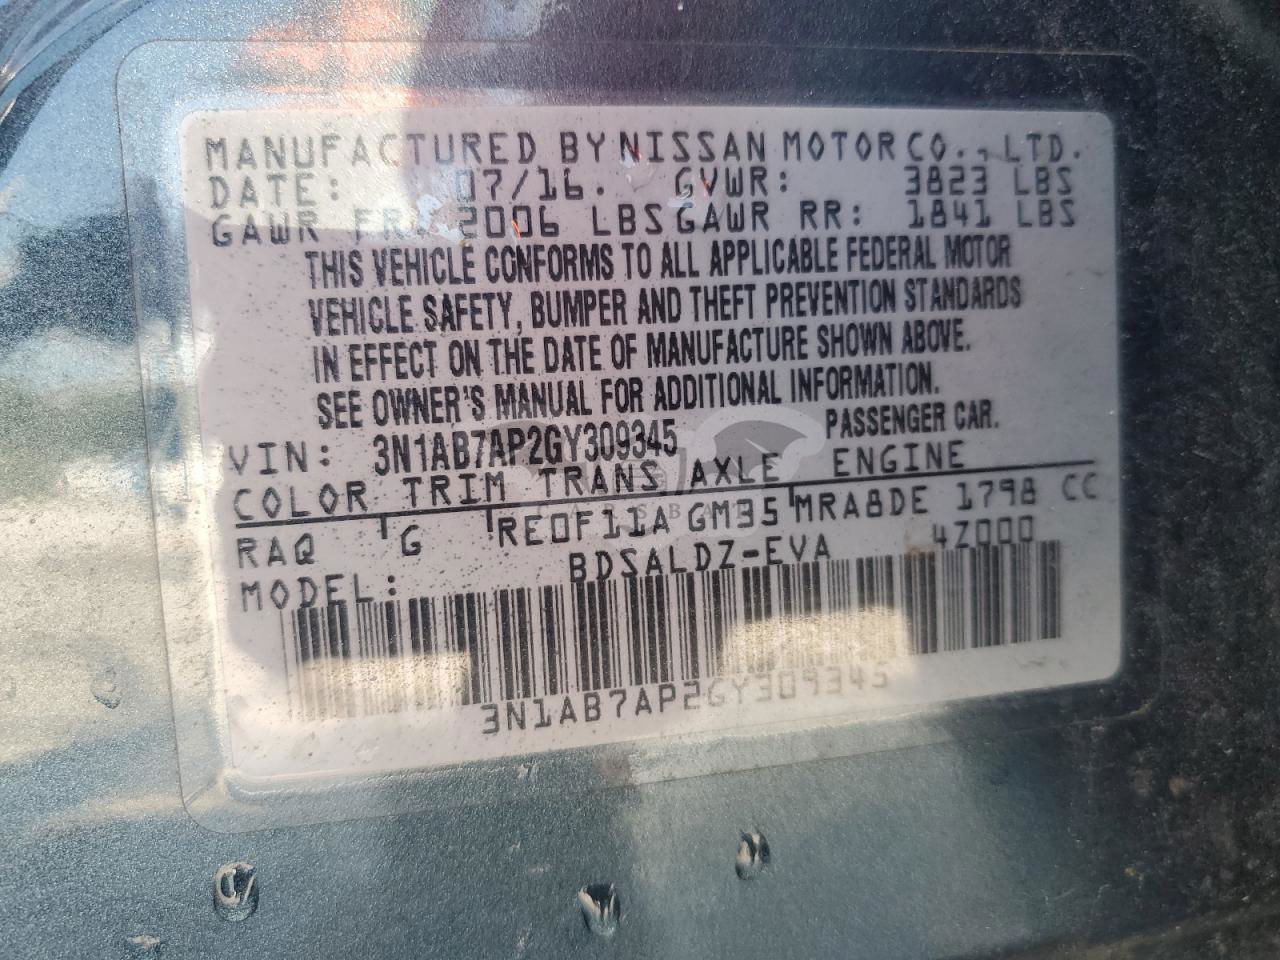 MANUFACTURED BY NISSAN MOTOR CO., LTD.
DATE: 07/16. GVWR: 3823 LBS
GAWR FR: 2006 LBS GAWR RR: 1841 LBS
THIS VEHICLE CONFORMS TO ALL APPLICABLE FEDERAL MOTOR
VEHICLE SAFETY, BUMPER AND THEFT PREVENTION STANDARDS
IN EFFECT ON THE DATE OF MANUFACTURE SHOWN ABOVE.
SEE OWNER'S MANUAL FOR ADDITIONAL INFORMATION.
VIN: 3N1AB7AP2GY309345 PASSENGER CAR.
COLOR TRIM TRANS AXLE ENGINE
RAQ G RE0F11A GM35 MRA8DE 1798 CC
MODEL: BDSALDZ-EVA 4Z000
3N1AB7AP2GY309345